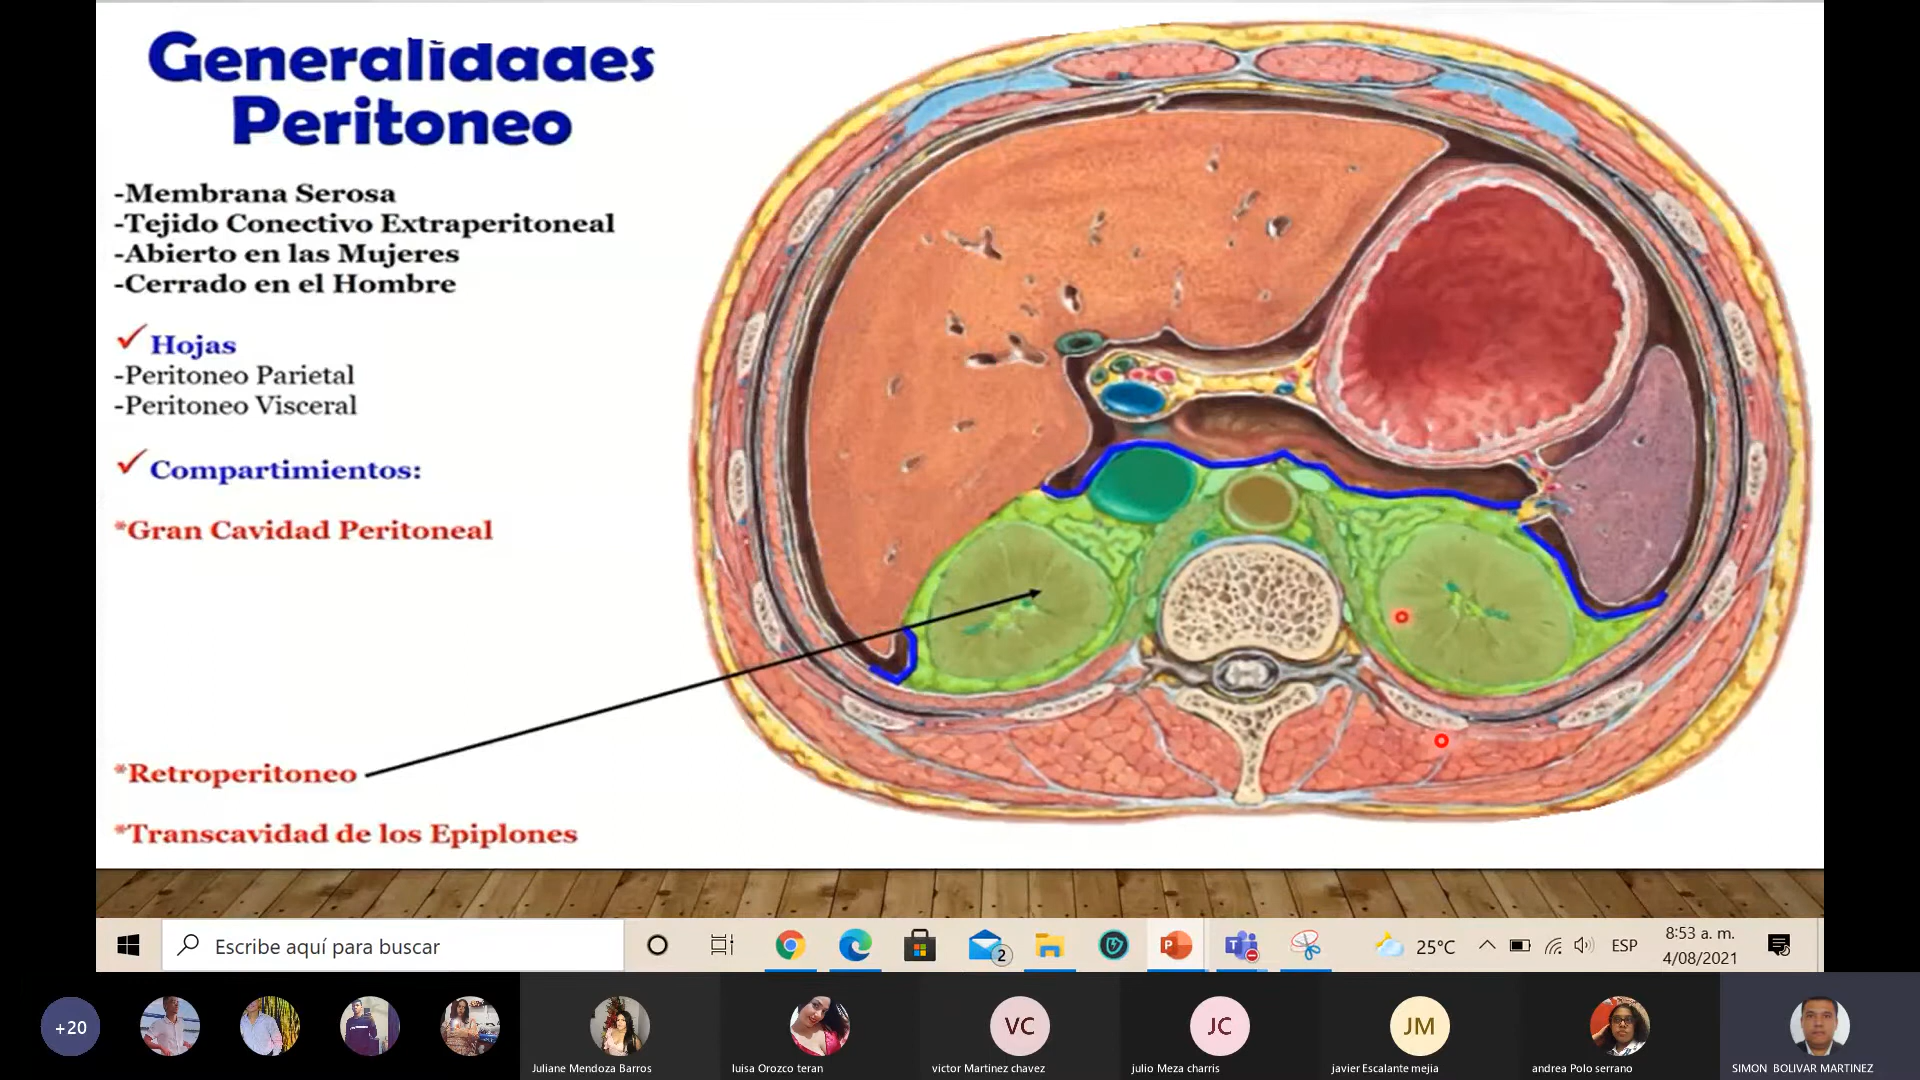 Generalidades
Peritoneo
-Membrana Serosa
-Tejido Conectivo Extraperitoneal
-Abierto en las Mujeres
-Cerrado en el Hombre
✓ Hojas
-Peritoneo Parietal
-Peritoneo Visceral
✓ Compartimientos:
*Gran Cavidad Peritoneal
*Retroperitoneo
*Transcavidad de los Epiplones
Escribe aquí para buscar
2
25°C
ESP
8:53 a. m.
4/08/2021
+20
VC
JC
JM
Juliane Mendoza Barros
luisa Orozco teran
victor Martinez chavez
julio Meza charris
javier Escalante mejia
andrea Polo serrano
SIMON BOLIVAR MARTINEZ